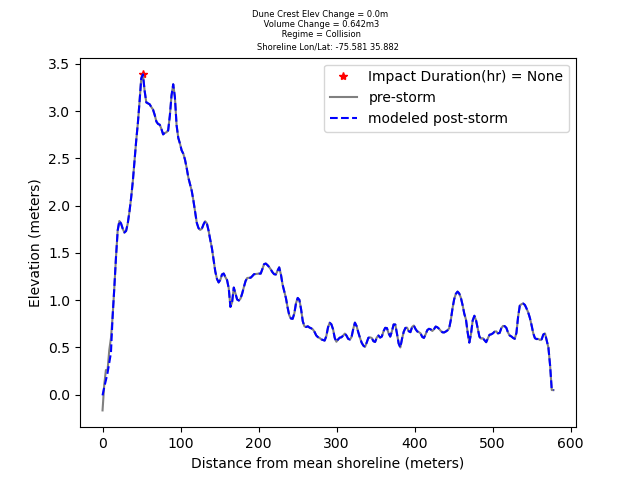 Dune Crest Elev Change = 0.0m
Volume Change = 0.642m3
Regime = Collision
Shoreline Lon/Lat: -75.581 35.882
Impact Duration(hr) = None
pre-storm
modeled post-storm
Elevation (meters)
3.5
3.0
2.5
2.0
1.5
1.0
0.5
0.0
0 100 200 300 400 500 600
Distance from mean shoreline (meters)